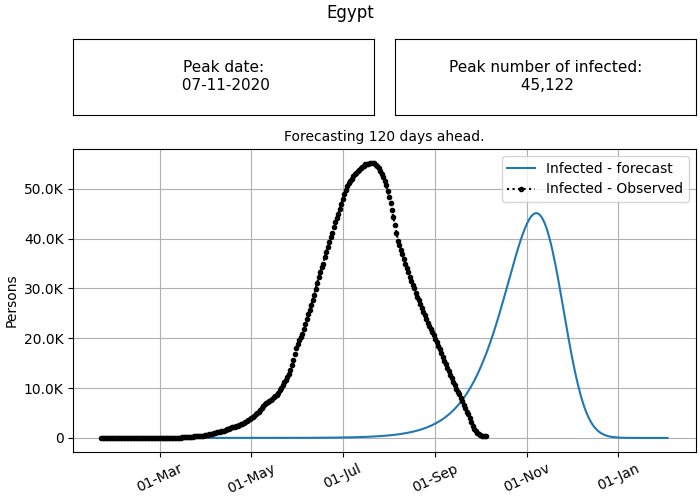 Egypt
Peak date:
07-11-2020
Peak number of infected:
45,122
Forecasting 120 days ahead.
Infected - forecast
Infected - Observed
Persons
50.0K
40.0K
30.0K
20.0K
10.0K
0
01-Mar
01-May
01-Jul
01-Sep
01-Nov
01-Jan